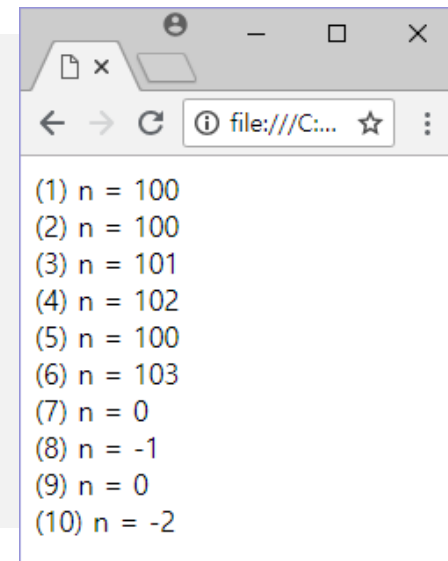 file:///C:...
(1) n = 100
(2) n = 100
(3) n = 101
(4) n = 102
(5) n = 100
(6) n = 103
(7) n = 0
(8) n = -1
(9) n = 0
(10) n = -2